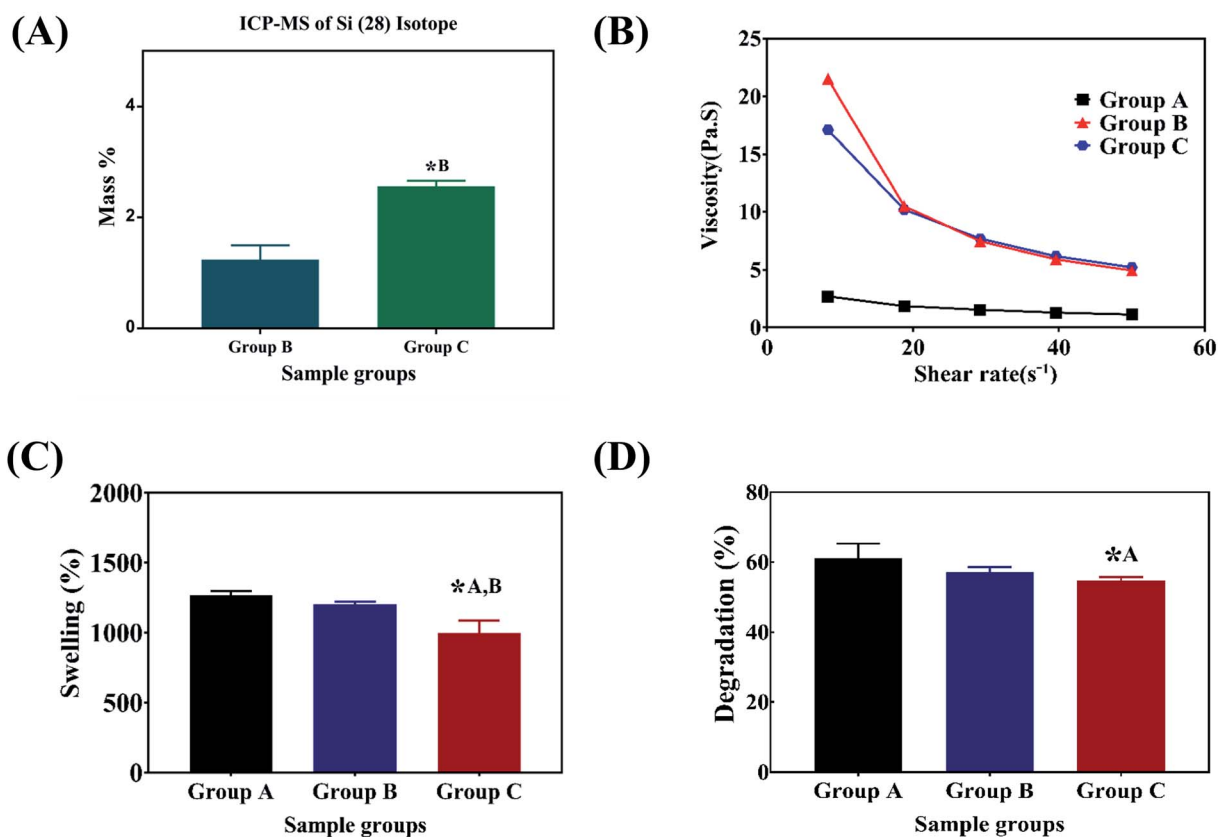 (A)
ICP-MS of Si (28) Isotope
Mass %
4
2
0
*B
Group B
Group C
Sample groups
(B)
Viscosity(Pa.S)
25
20
15
10
5
0
Group A
Group B
Group C
0
20
40
60
Shear rate(s⁻¹)
(C)
Swelling (%)
2000
1500
1000
500
0
*A,B
Group A
Group B
Group C
Sample groups
(D)
Degradation (%)
80
60
40
20
0
*A
Group A
Group B
Group C
Sample groups